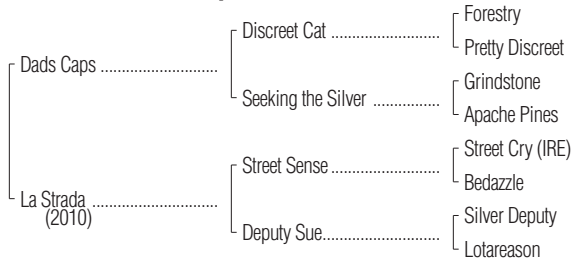 Forestry
Discreet Cat ..........................
Pretty Discreet
Dads Caps ............................
Grindstone
Seeking the Silver ................
Apache Pines
Street Cry (IRE)
Street Sense ..........................
Bedazzle
La Strada ..............................
(2010)
Silver Deputy
Deputy Sue............................
Lotareason